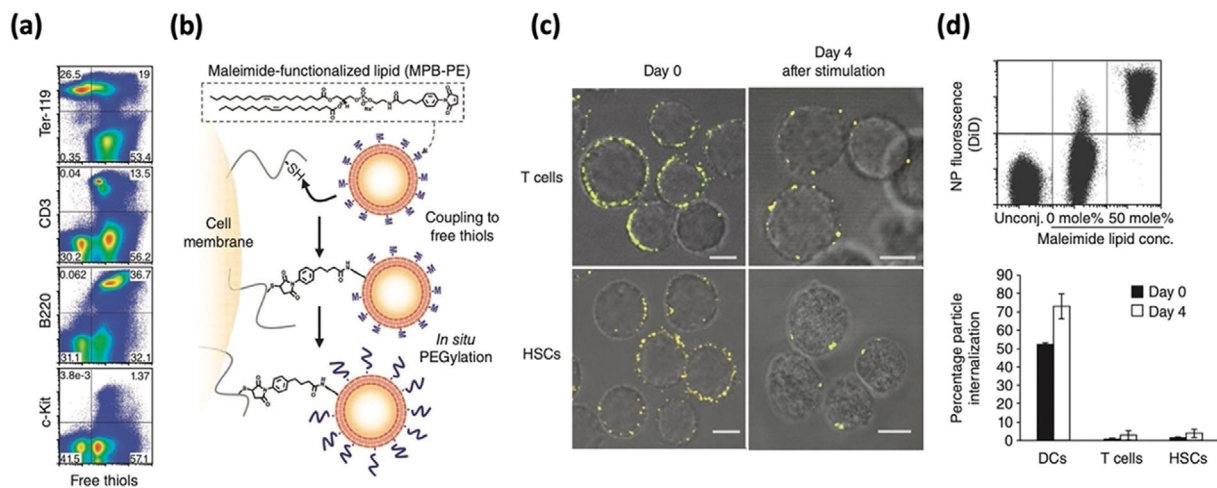 (a)
26.5 19
Ter-119
0.35 53.4
0.04 13.5
CD3
30.2 56.2
0.062 36.7
B220
31.1 32.1
3.8e-3 1.37
c-Kit
41.5 57.1
Free thiols
(b)
Maleimide-functionalized lipid (MPB-PE)
SH
M M M M M M M M
Coupling to
free thiols
Cell
membrane
In situ
PEGylation
(c)
Day 0
Day 4
after stimulation
T cells
HSCs
(d)
NP fluorescence
(DiD)
Unconj. 0 mole% 50 mole%
Maleimide lipid conc.
Percentage particle
internalization
90
80
70
60
50
40
30
20
10
0
Day 0
Day 4
DCs T cells HSCs